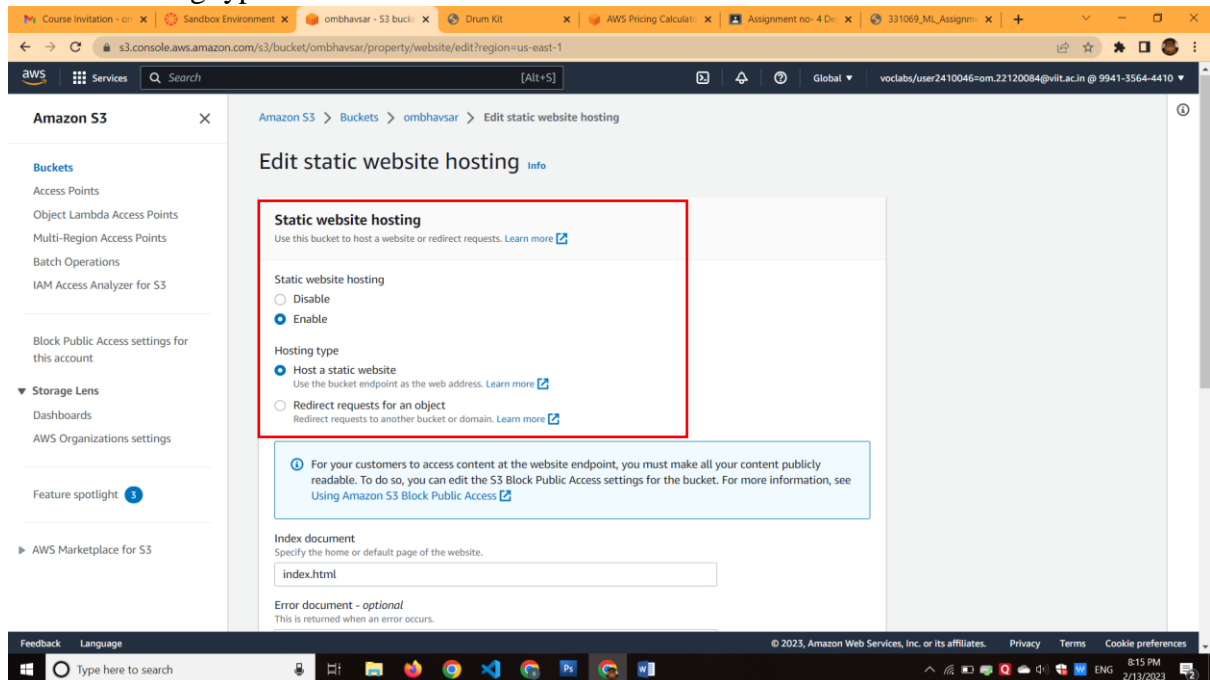 Course Invitation - on
Sandbox Environment
ombhavsar - S3 bucke
Drum Kit
AWS Pricing Calculato
Assignment no- 4 De
331069_ML_Assignme
s3.console.aws.amazon.com/s3/bucket/ombhavsar/property/website/edit?region=us-east-1
aws
Services
Search
[Alt+S]
Global
voclabs/user2410046=om.22120084@viit.ac.in @ 9941-3564-4410
Amazon S3
Buckets
Access Points
Object Lambda Access Points
Multi-Region Access Points
Batch Operations
IAM Access Analyzer for S3
Block Public Access settings for
this account
Storage Lens
Dashboards
AWS Organizations settings
Feature spotlight 3
AWS Marketplace for S3
Amazon S3 > Buckets > ombhavsar > Edit static website hosting
Edit static website hosting Info
Static website hosting
Use this bucket to host a website or redirect requests. Learn more
Static website hosting
Disable
Enable
Hosting type
Host a static website
Use the bucket endpoint as the web address. Learn more
Redirect requests for an object
Redirect requests to another bucket or domain. Learn more
For your customers to access content at the website endpoint, you must make all your content publicly
readable. To do so, you can edit the S3 Block Public Access settings for the bucket. For more information, see
Using Amazon S3 Block Public Access
Index document
Specify the home or default page of the website.
index.html
Error document - optional
This is returned when an error occurs.
Feedback
Language
© 2023, Amazon Web Services, Inc. or its affiliates.
Privacy
Terms
Cookie preferences
Type here to search
ENG
8:15 PM
2/13/2023